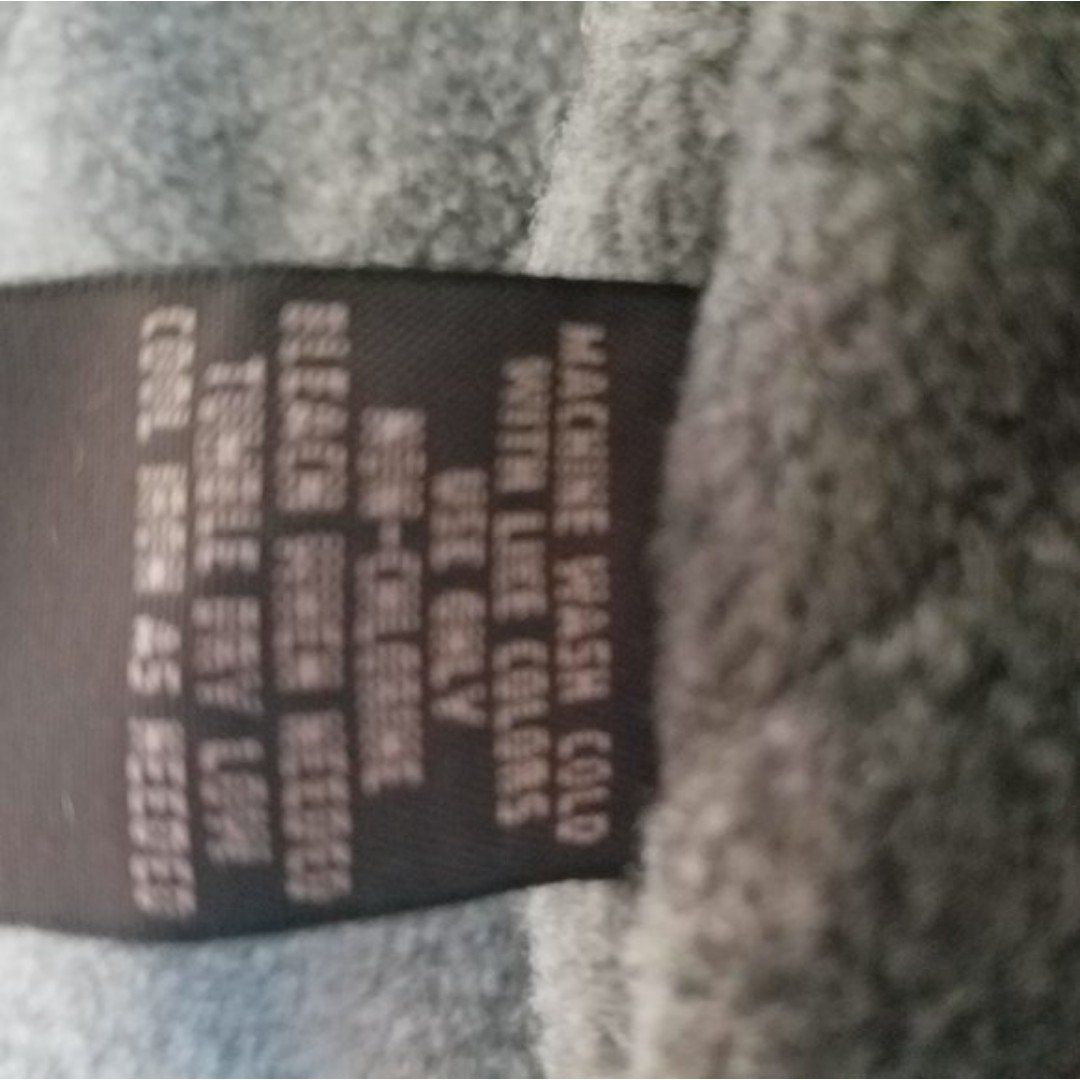 MACHINE WASH COLD
WITH LIKE COLORS
USE ONLY
NON-CHLORINE
BLEACH WHEN NEEDED
TUMBLE DRY LOW
COOL IRON AS NEEDED